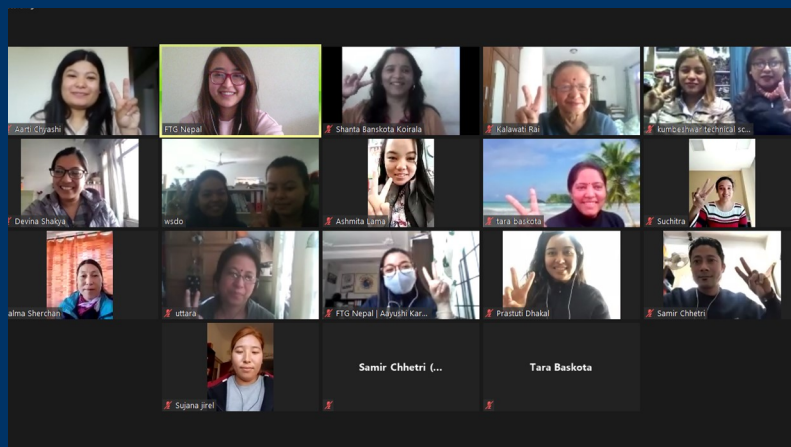 Aarti Chyashi
FTG Nepal
Shanta Banskota Koirala
Kalawati Rai
kumbeshwar technical sc...
Devina Shakya
wsdo
Ashmita Lama
tara baskota
Suchitra
alma Sherchan
uttara
FTG Nepal | Aayushi Kar...
Prastuti Dhakal
Samir Chhetri
Sujana jirel
Samir Chhetri (...
Tara Baskota